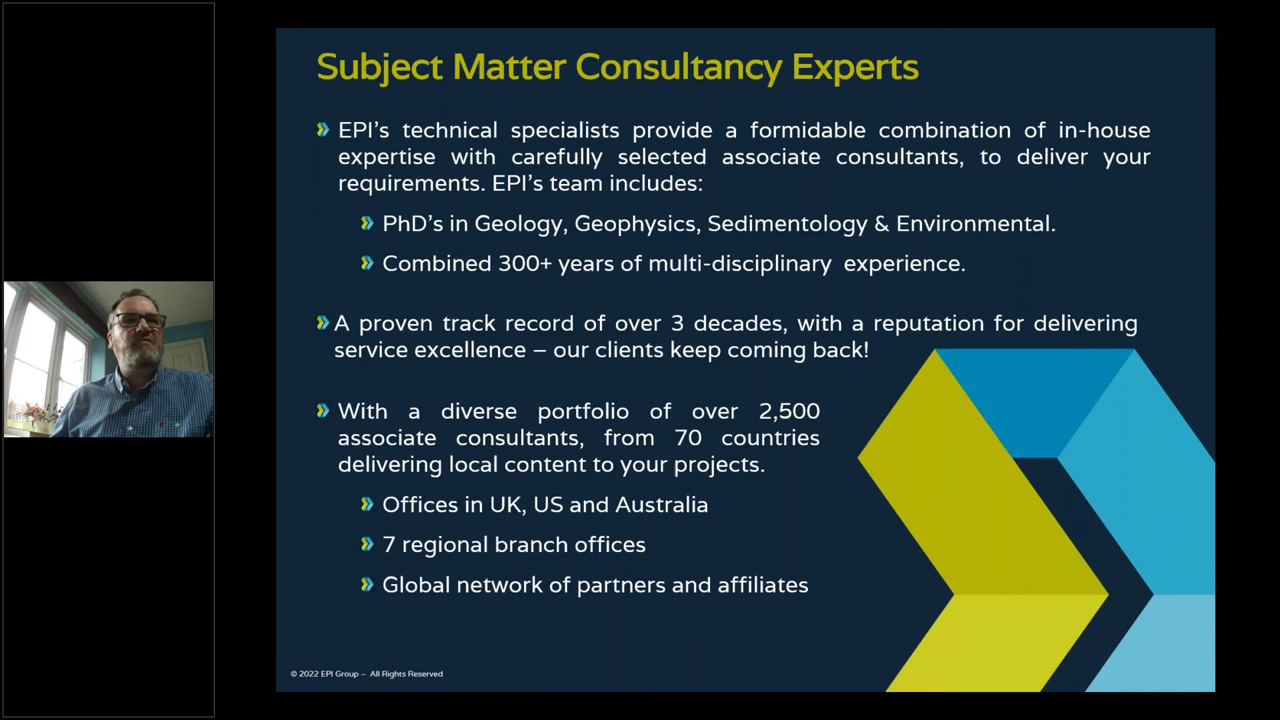 Subject Matter Consultancy Experts
EPI's technical specialists provide a formidable combination of in-house
expertise with carefully selected associate consultants, to deliver your
requirements. EPI's team includes:
PhD's in Geology, Geophysics, Sedimentology & Environmental.
Combined 300+ years of multi-disciplinary experience.
A proven track record of over 3 decades, with a reputation for delivering
service excellence – our clients keep coming back!
With a diverse portfolio of over 2,500
associate consultants, from 70 countries
delivering local content to your projects.
Offices in UK, US and Australia
7 regional branch offices
Global network of partners and affiliates
© 2022 EPI Group – All Rights Reserved